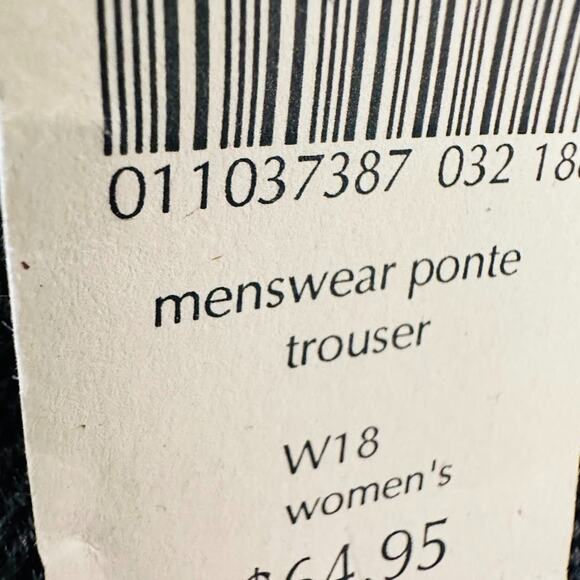 011037387 032 18
menswear ponte
trouser
W18
women's
$64.95